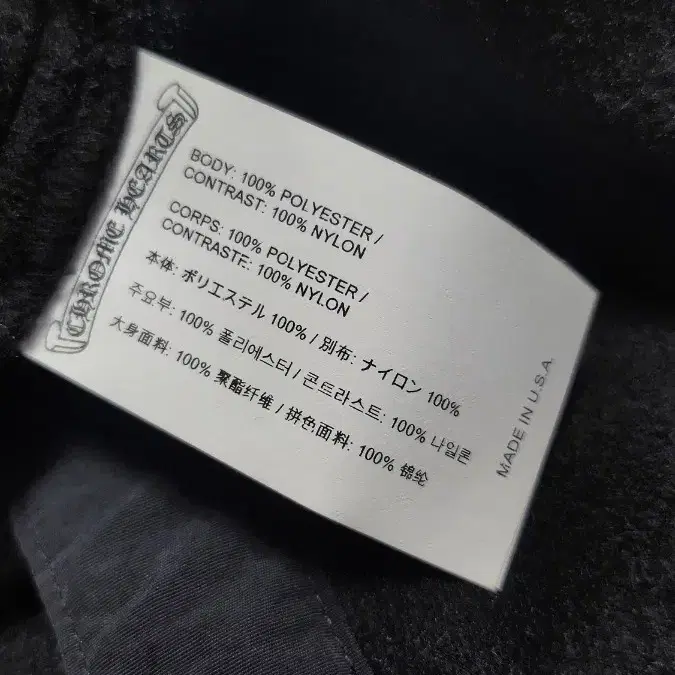 CHROME HEARTS
BODY: 100% POLYESTER /
CONTRAST: 100% NYLON
CORPS: 100% POLYESTER /
CONTRASTE: 100% NYLON
本体: ポリエステル 100% / 別布: ナイロン 100%
주요부: 100% 폴리에스터 / 콘트라스트: 100% 나일론
大身面料: 100% 聚酯纤维 / 拼色面料: 100% 锦纶
MADE IN U.S.A.